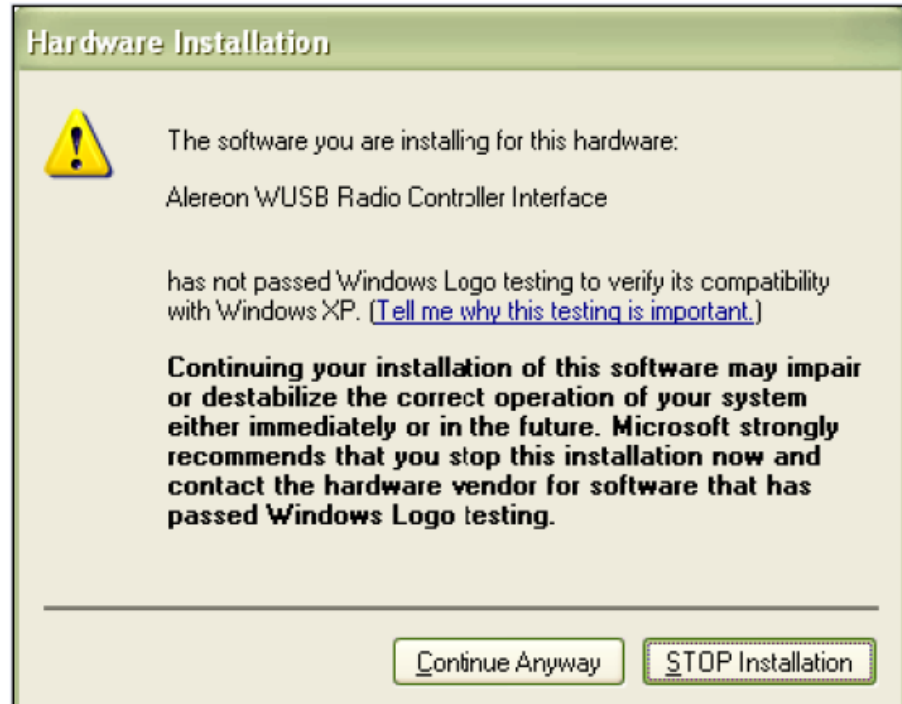 Hardware Installation
The software you are installing for this hardware:
Alereon WUSB Radio Controller Interface
has not passed Windows Logo testing to verify its compatibility
with Windows XP. (Tell me why this testing is important.)
Continuing your installation of this software may impair
or destabilize the correct operation of your system
either immediately or in the future. Microsoft strongly
recommends that you stop this installation now and
contact the hardware vendor for software that has
passed Windows Logo testing.
Continue Anyway STOP Installation